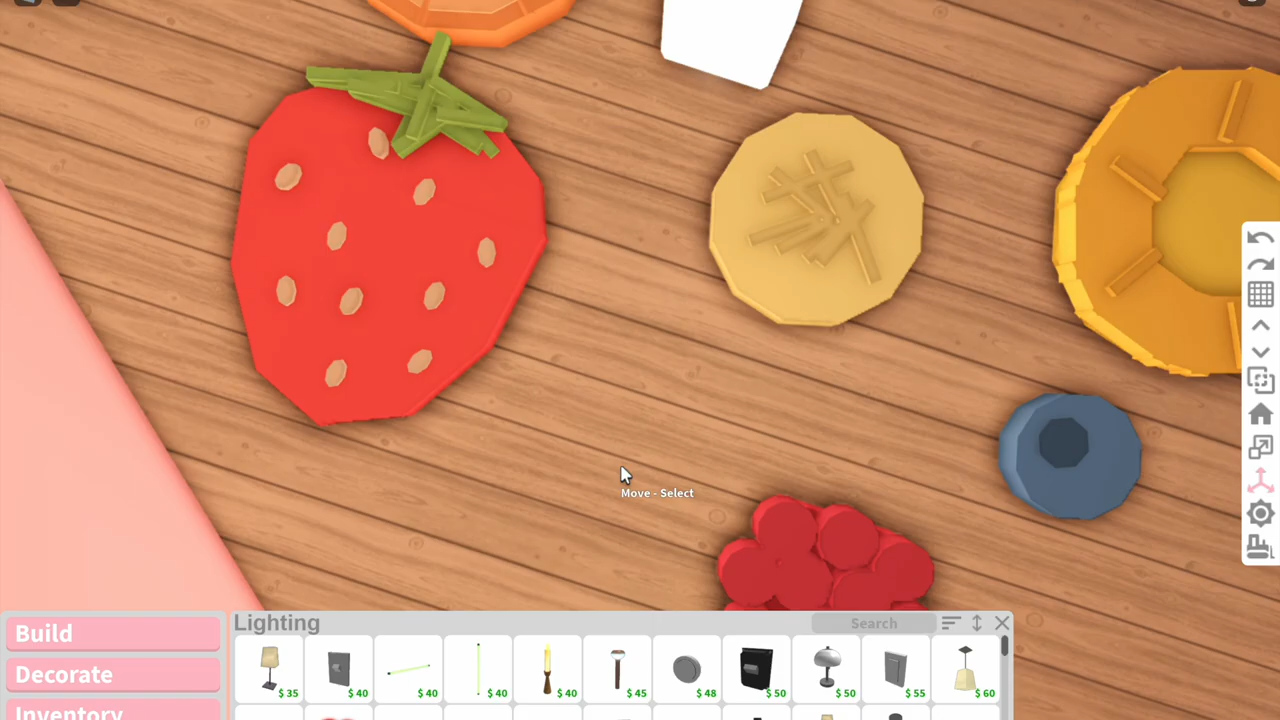 Move - Select
Build
Decorate
Inventory
Lighting
Search
$ 35
$ 40
$ 40
$ 40
$ 40
$ 45
$ 48
$ 50
$ 50
$ 55
$ 60